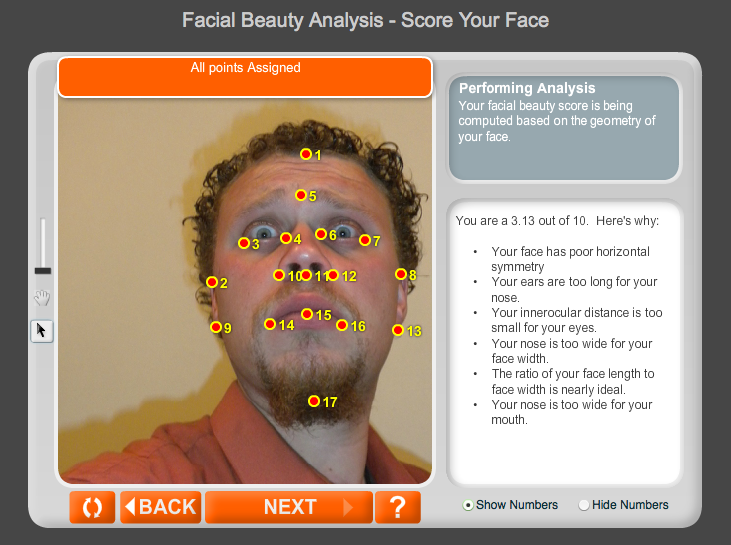 Facial Beauty Analysis - Score Your Face
All points Assigned
1
5
3
4
6
7
2
10
11
12
8
9
14
15
16
13
17
Performing Analysis
Your facial beauty score is being
computed based on the geometry of
your face.
You are a 3.13 out of 10. Here's why:
• Your face has poor horizontal
symmetry
• Your ears are too long for your
nose.
• Your innerocular distance is too
small for your eyes.
• Your nose is too wide for your
face width.
• The ratio of your face length to
face width is nearly ideal.
• Your nose is too wide for your
mouth.
BACK
NEXT
?
Show Numbers
Hide Numbers